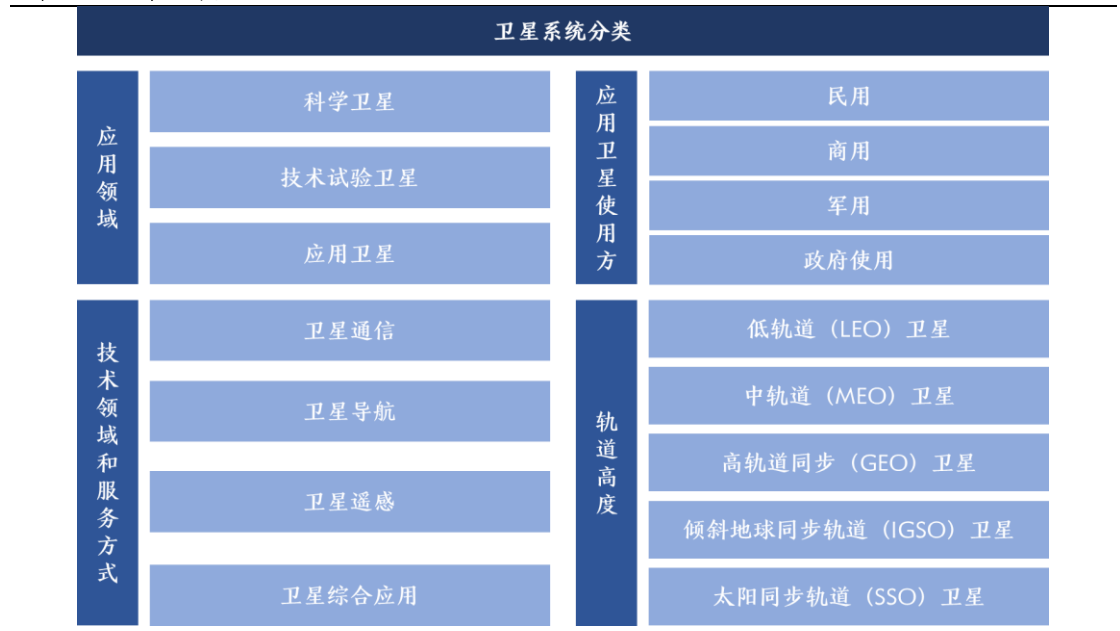 卫星系统分类
应用领域
科学卫星
技术试验卫星
应用卫星
应用卫星使用方
民用
商用
军用
政府使用
技术领域和服务方式
卫星通信
卫星导航
卫星遥感
卫星综合应用
轨道高度
低轨道（LEO）卫星
中轨道（MEO）卫星
高轨道同步（GEO）卫星
倾斜地球同步轨道（IGSO）卫星
太阳同步轨道（SSO）卫星